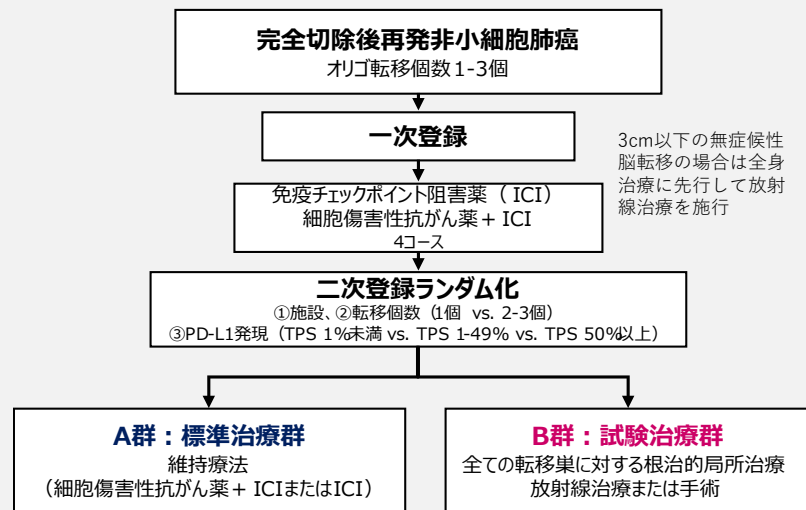 完全切除後再発非小細胞肺癌
オリゴ転移個数1-3個
一次登録
3cm以下の無症候性
脳転移の場合は全身
治療に先行して放射
線治療を施行
免疫チェックポイント阻害薬（ ICI）
細胞傷害性抗がん薬＋ ICI
4コース
二次登録ランダム化
①施設、②転移個数（1個 vs. 2-3個）
③PD-L1発現（TPS 1%未満 vs. TPS 1-49% vs. TPS 50%以上）
A群：標準治療群
維持療法
（細胞傷害性抗がん薬＋ ICIまたはICI）
B群：試験治療群
全ての転移巣に対する根治的局所治療
放射線治療または手術